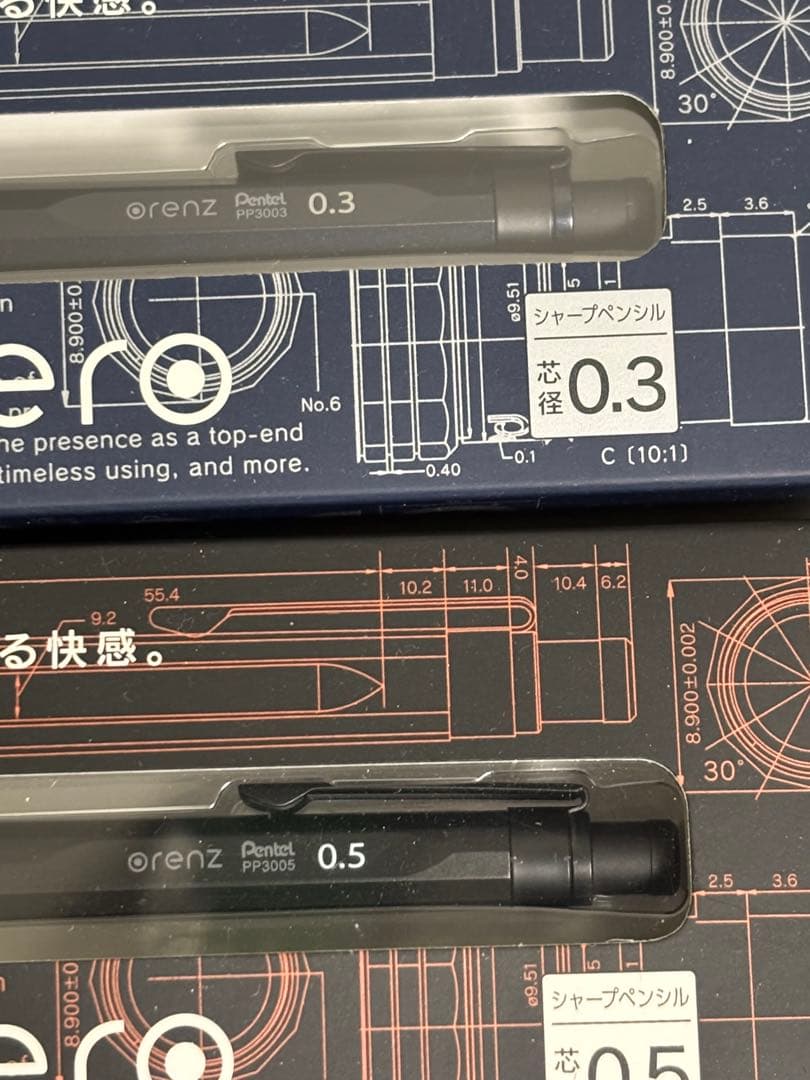 る快感。
8.900±0.
30°
orenz Pentel 0.3
PP3003
2.5 3.6
8.900±0.
ø9.51
5
1
シャープペンシル
芯径 0.3
ero
No.6
he presence as a top-end
timeless using, and more.
0.40
0.1
C (10:1)
55.4
10.2 11.0 4.0 10.4 6.2
9.2
る快感。
8.900±0.002
30°
orenz Pentel 0.5
PP3005
2.5 3.6
8.900±0
ø9.51
5
1
シャープペンシル
芯 0.5
ero